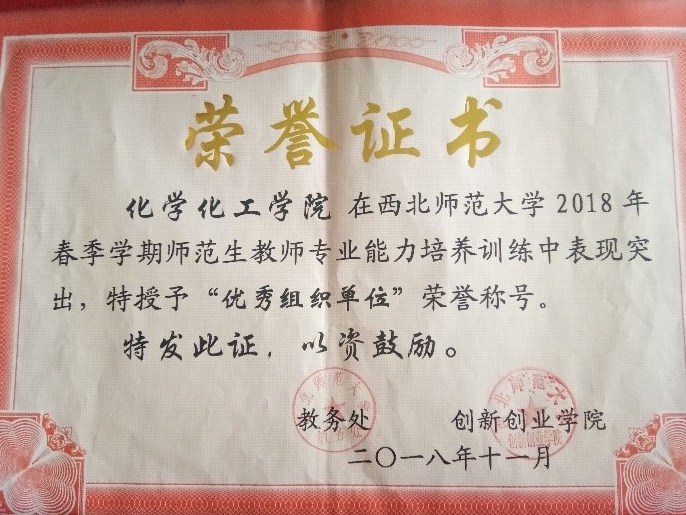 荣誉证书
化学化工学院 在西北师范大学2018年
春季学期师范生教师专业能力培养训练中表现突
出，特授予“优秀组织单位”荣誉称号。
特发此证，以资鼓励。
教务处 创新创业学院
二〇一八年十一月